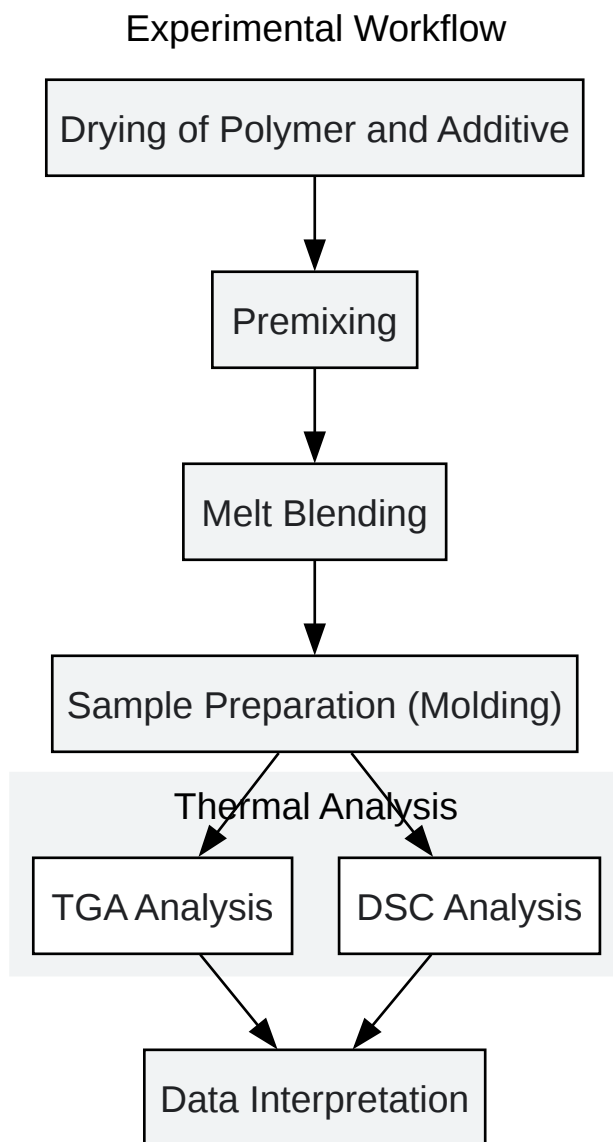 Experimental Workflow
Drying of Polymer and Additive
Premixing
Melt Blending
Sample Preparation (Molding)
Thermal Analysis
TGA Analysis
DSC Analysis
Data Interpretation